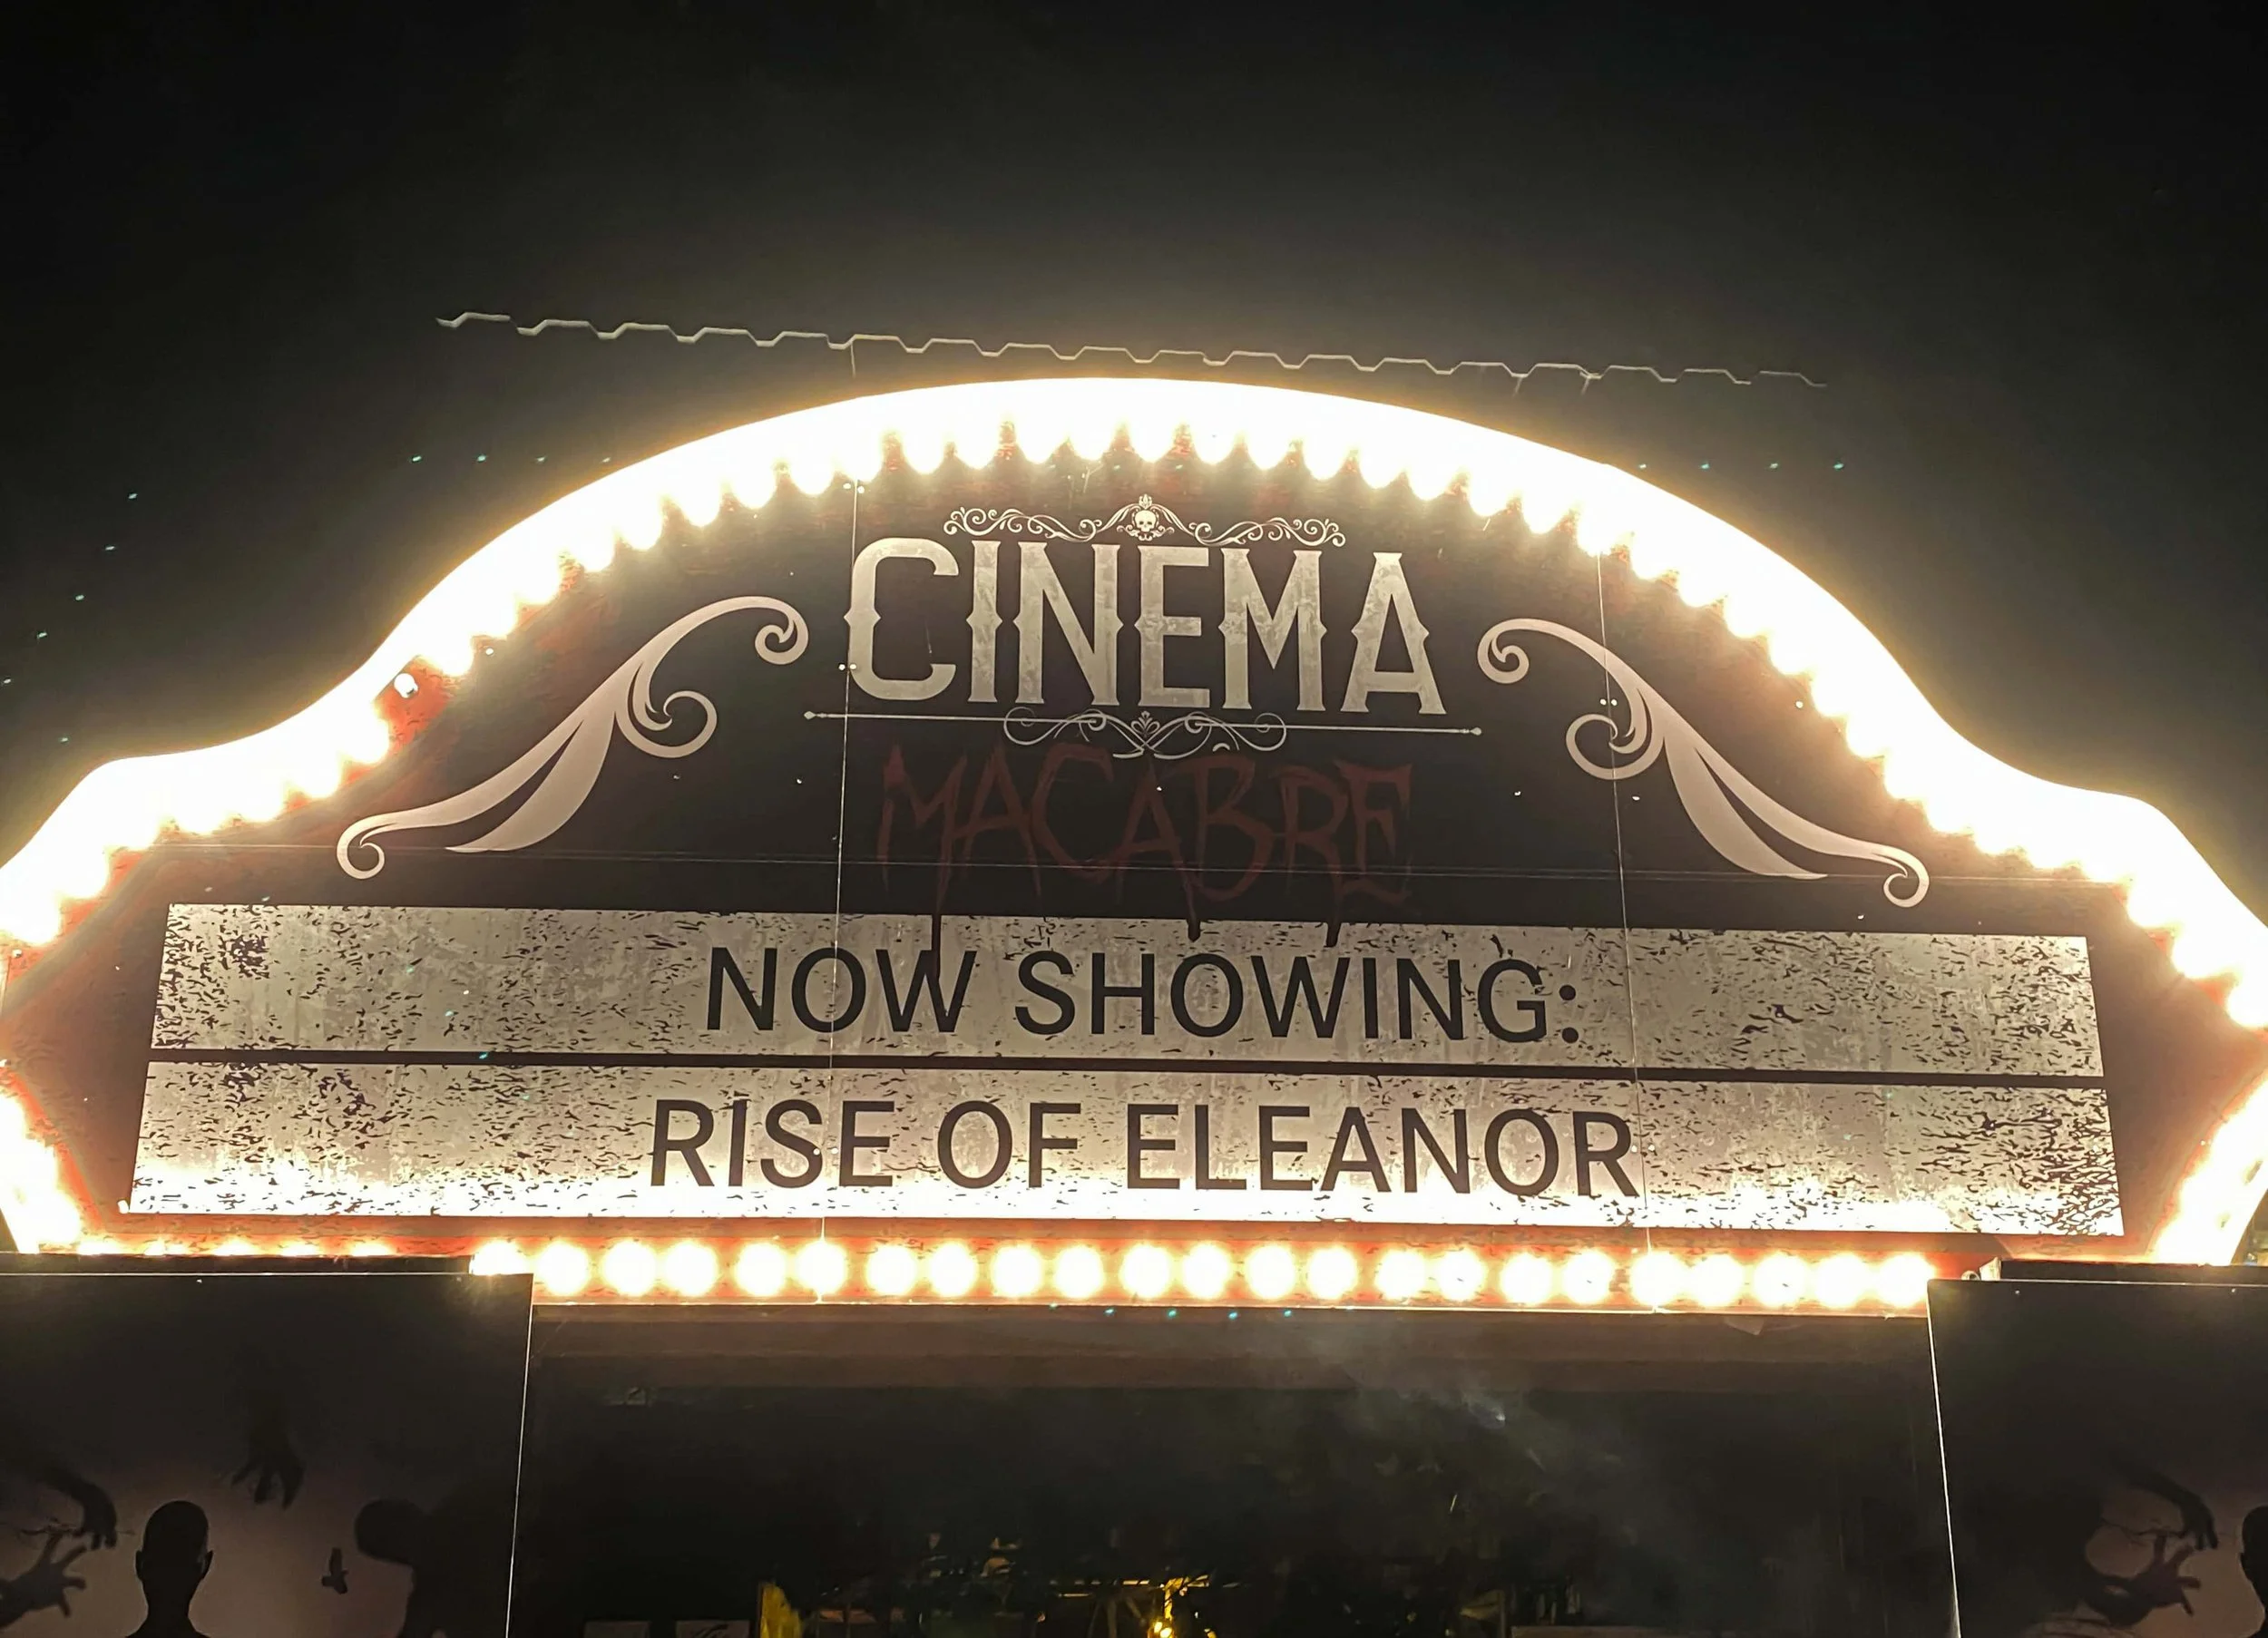 CINEMA
MACABRE
NOW SHOWING:
RISE OF ELEANOR